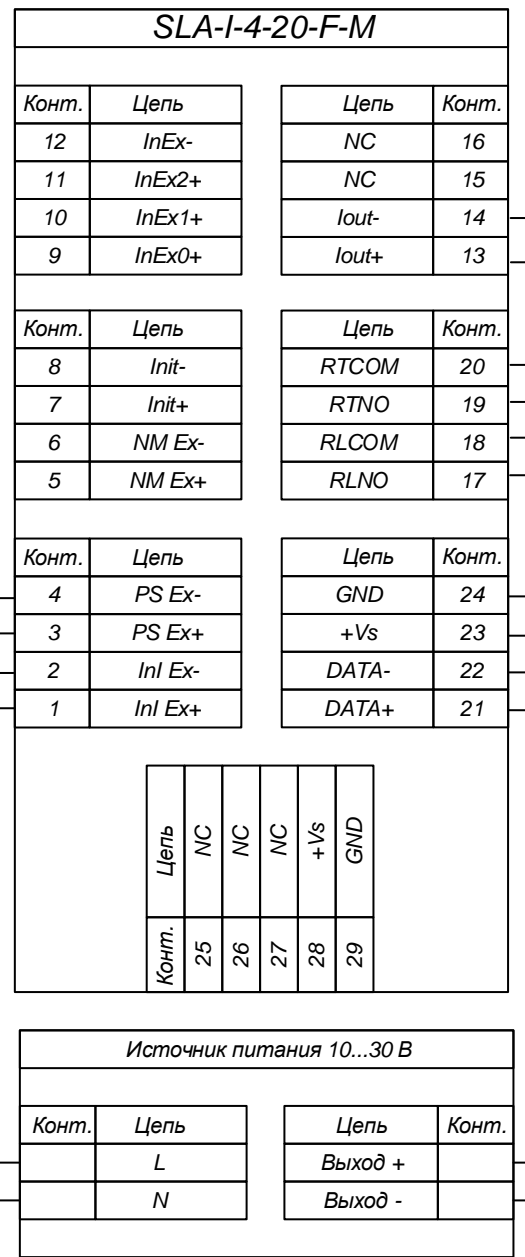 SLA-I-4-20-F-M
Конт. Цепь Цепь Конт.
12 InEx- NC 16
11 InEx2+ NC 15
10 InEx1+ Iout- 14
9 InEx0+ Iout+ 13
Конт. Цепь Цепь Конт.
8 Init- RTCOM 20
7 Init+ RTNO 19
6 NM Ex- RLCOM 18
5 NM Ex+ RLNO 17
Конт. Цепь Цепь Конт.
4 PS Ex- GND 24
3 PS Ex+ +Vs 23
2 InI Ex- DATA- 22
1 InI Ex+ DATA+ 21
Цепь NC NC NC +Vs GND
Конт. 25 26 27 28 29
Источник питания 10...30 В
Конт. Цепь Цепь Конт.
L Выход +
N Выход -